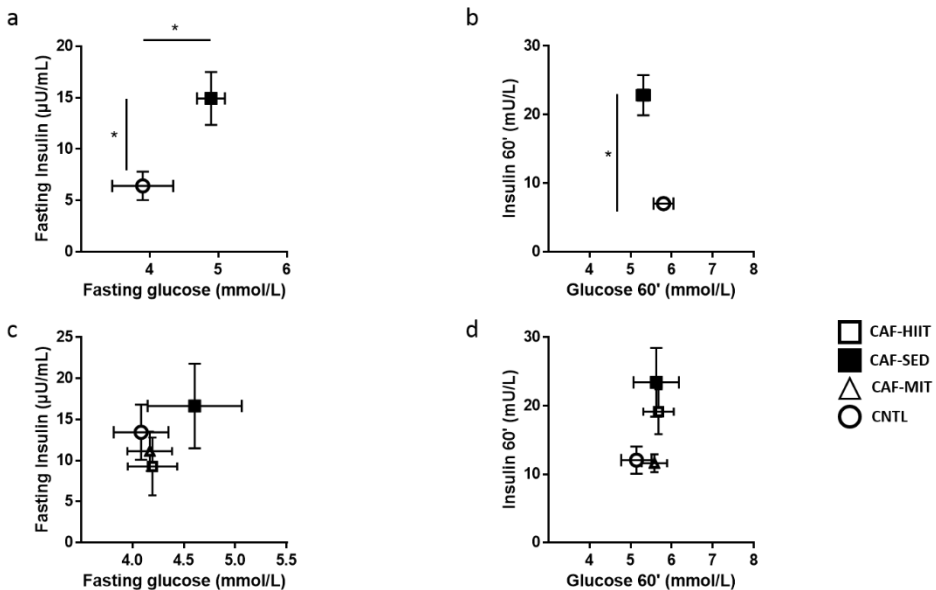 a
*
Fasting Insulin (µU/mL)
20
15
10
5
0
*
4 5 6
Fasting glucose (mmol/L)
b
Insulin 60' (mU/L)
30
20
10
0
*
4 5 6 7 8
Glucose 60' (mmol/L)
c
Fasting Insulin (µU/mL)
25
20
15
10
5
0
4.0 4.5 5.0 5.5
Fasting glucose (mmol/L)
d
Insulin 60' (mU/L)
30
20
10
0
4 5 6 7 8
Glucose 60' (mmol/L)
CAF-HIIT
CAF-SED
CAF-MIT
CNTL